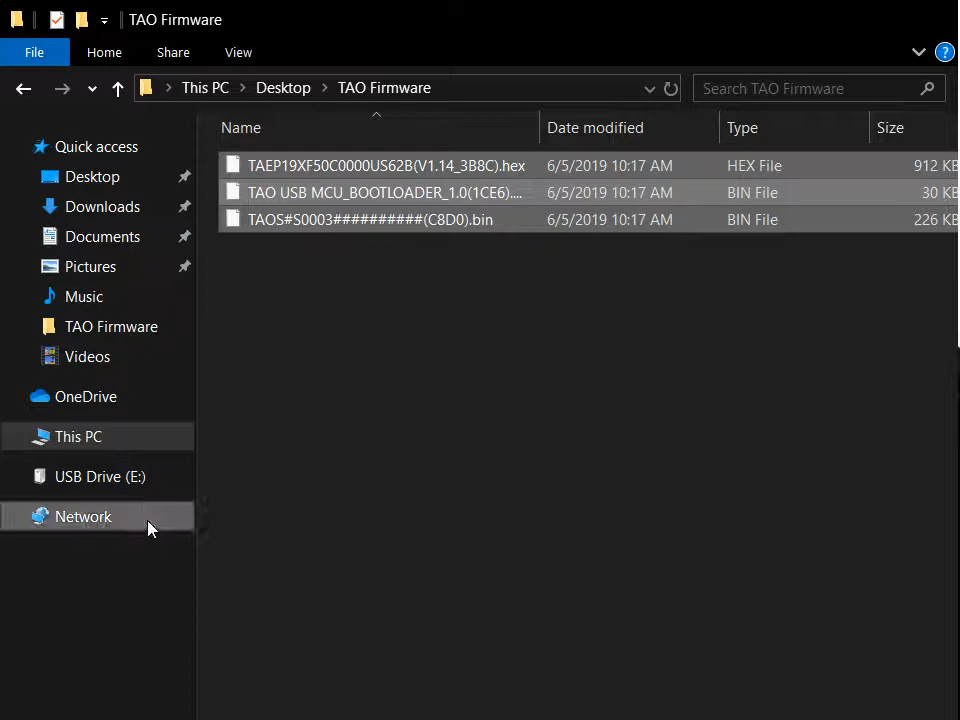 TAO Firmware
File Home Share View
This PC Desktop TAO Firmware Search TAO Firmware
Name Date modified Type Size
TAEP19XF50C0000US62B(V1.14_3B8C).hex 6/5/2019 10:17 AM HEX File 912 KB
TAO USB MCU_BOOTLOADER_1.0(1CE6).... 6/5/2019 10:17 AM BIN File 30 KB
TAOS#S0003##########(C8D0).bin 6/5/2019 10:17 AM BIN File 226 KB
Quick access
Desktop
Downloads
Documents
Pictures
Music
TAO Firmware
Videos
OneDrive
This PC
USB Drive (E:)
Network